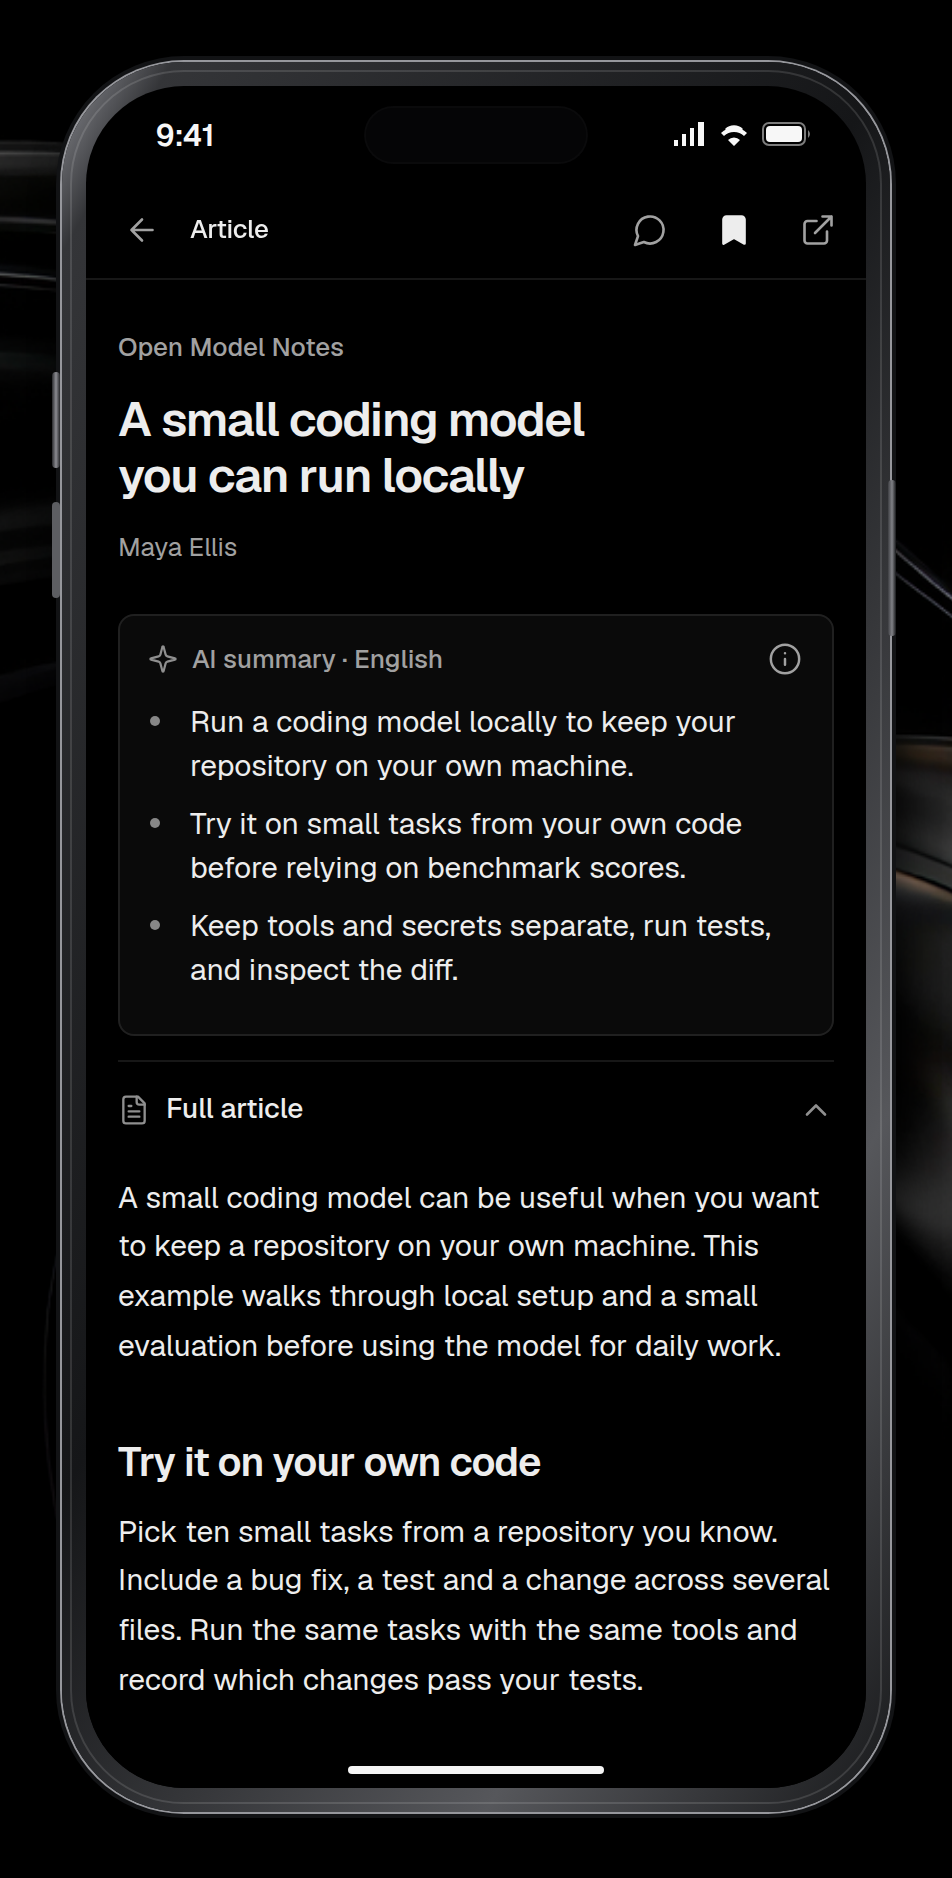 9:41
Article
Open Model Notes
A small coding model
you can run locally
Maya Ellis
AI summary · English
Run a coding model locally to keep your
repository on your own machine.
Try it on small tasks from your own code
before relying on benchmark scores.
Keep tools and secrets separate, run tests,
and inspect the diff.
Full article
A small coding model can be useful when you want
to keep a repository on your own machine. This
example walks through local setup and a small
evaluation before using the model for daily work.
Try it on your own code
Pick ten small tasks from a repository you know.
Include a bug fix, a test and a change across several
files. Run the same tasks with the same tools and
record which changes pass your tests.